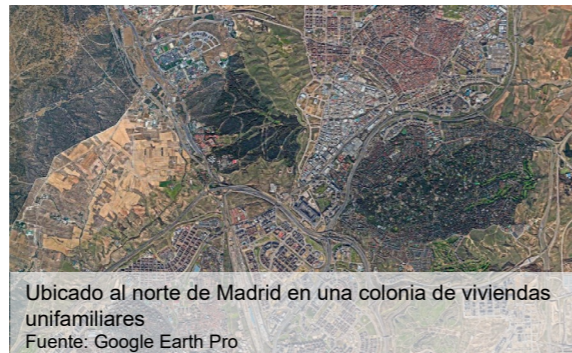 Ubicado al norte de Madrid en una colonia de viviendas
unifamiliares
Fuente: Google Earth Pro